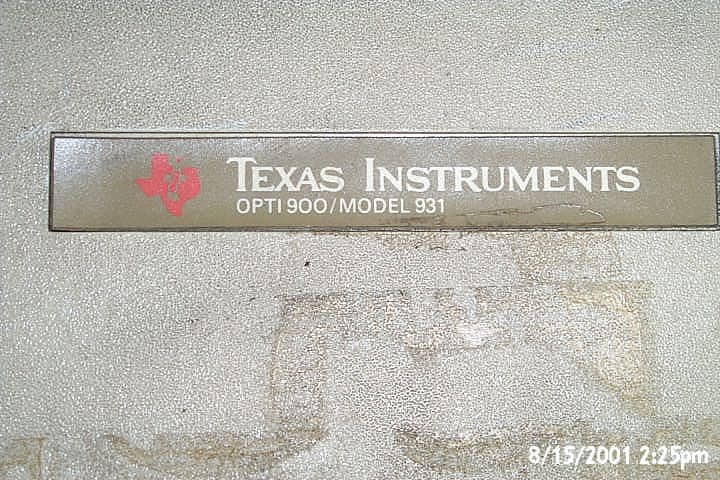 TEXAS INSTRUMENTS
OPTI 900/MODEL 931
8/15/2001 2:25pm